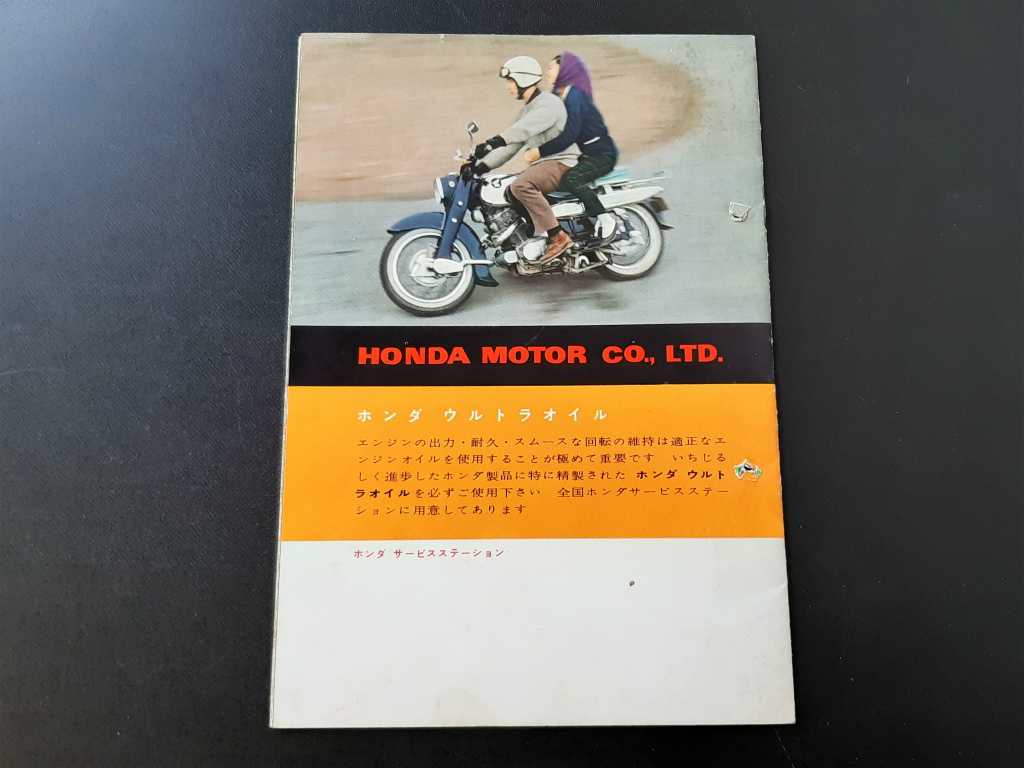 HONDA MOTOR CO., LTD.
ホンダ ウルトラオイル
エンジンの出力・耐久・スムースな回転の維持は適正なエ
ンジンオイルを使用することが極めて重要です いちじる
しく進歩したホンダ製品に特に精製された ホンダ ウルト
ラオイルを必ずご使用下さい 全国ホンダサービスステー
ションに用意してあります
ホンダ サービスステーション